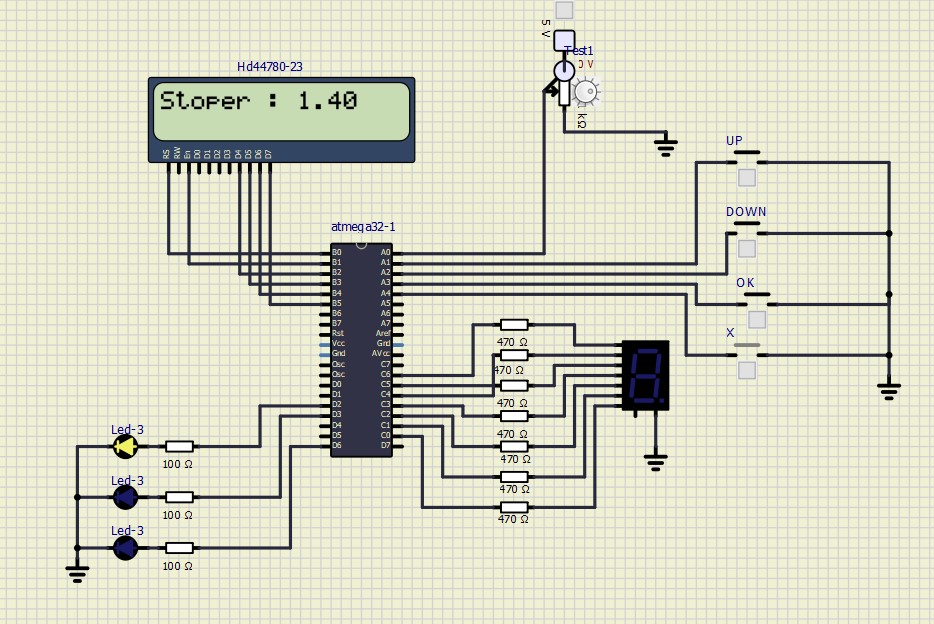 5 V
Test1
0 V
1 kΩ
Hd44780-23
Stoper : 1.40
RS RW En D0 D1 D2 D3 D4 D5 D6 D7
UP
DOWN
OK
X
atmega32-1
B0 A0
B1 A1
B2 A2
B3 A3
B4 A4
B5 A5
B6 A6
B7 A7
Rst Aref
Vcc Gnd
Gnd AVcc
Osc C7
Osc C6
D0 C5
D1 C4
D2 C3
D3 C2
D4 C1
D5 C0
D6 D7
470 Ω
470 Ω
470 Ω
470 Ω
470 Ω
470 Ω
470 Ω
Led-3
100 Ω
Led-3
100 Ω
Led-3
100 Ω